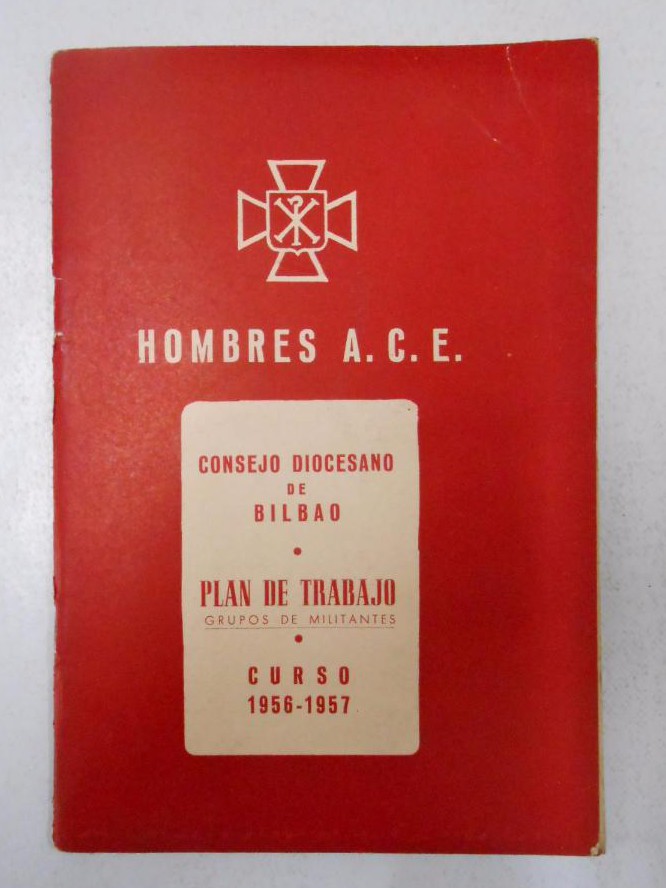 HOMBRES A. C. E.
CONSEJO DIOCESANO
DE
BILBAO
PLAN DE TRABAJO
GRUPOS DE MILITANTES
CURSO
1956-1957